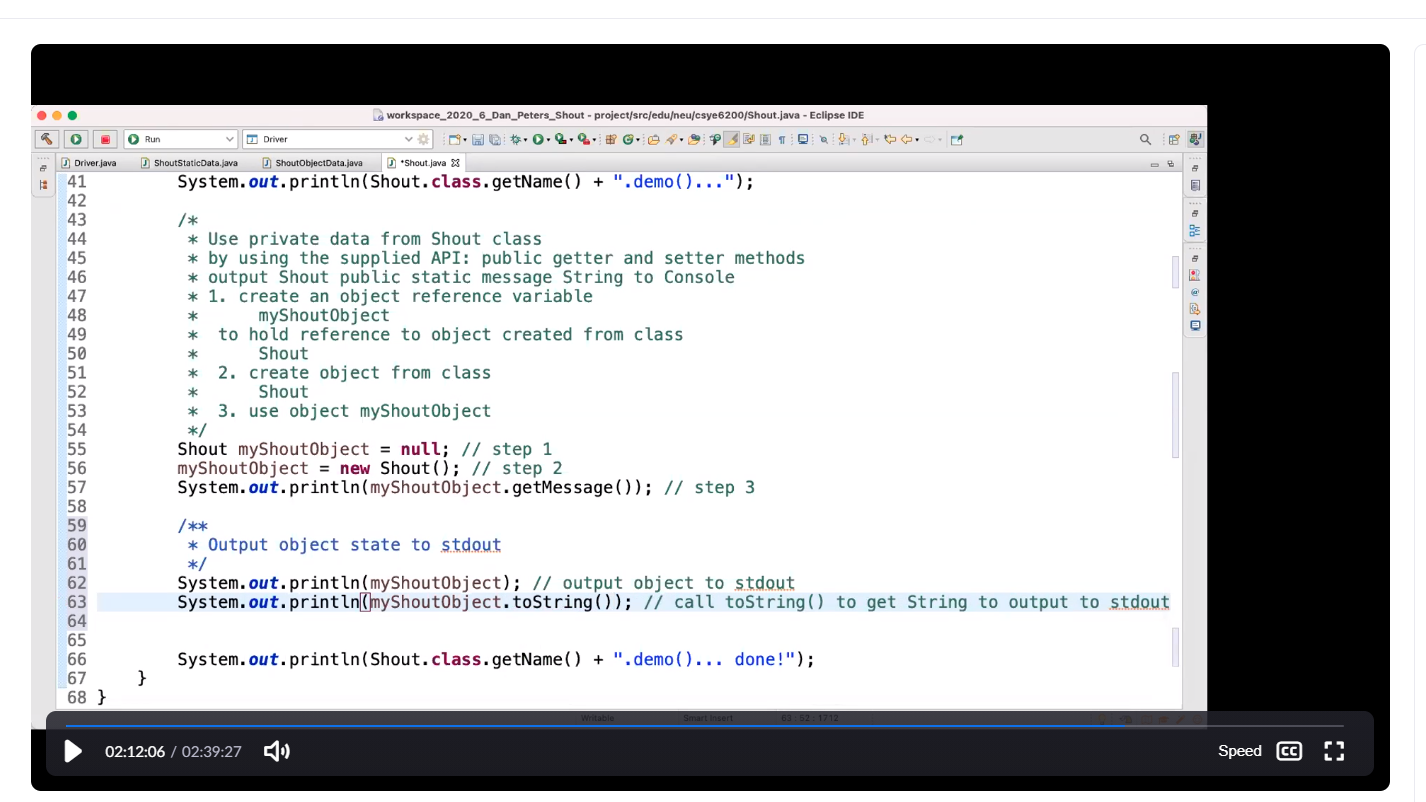 workspace_2020_6_Dan_Peters_Shout - project/src/edu/neu/csye6200/Shout.java - Eclipse IDE
Run
Driver
Driver.java
ShoutStaticData.java
ShoutObjectData.java
*Shout.java
41 System.out.println(Shout.class.getName() + ".demo()...");
42
43 /*
44 * Use private data from Shout class
45 * by using the supplied API: public getter and setter methods
46 * output Shout public static message String to Console
47 * 1. create an object reference variable
48 * myShoutObject
49 * to hold reference to object created from class
50 * Shout
51 * 2. create object from class
52 * Shout
53 * 3. use object myShoutObject
54 */
55 Shout myShoutObject = null; // step 1
56 myShoutObject = new Shout(); // step 2
57 System.out.println(myShoutObject.getMessage()); // step 3
58
59 /**
60 * Output object state to stdout
61 */
62 System.out.println(myShoutObject); // output object to stdout
63 System.out.println(myShoutObject.toString()); // call toString() to get String to output to stdout
64
65
66 System.out.println(Shout.class.getName() + ".demo()... done!");
67 }
68 }
Writable
Smart Insert
63 : 52 : 1712
02:12:06 / 02:39:27
Speed
CC